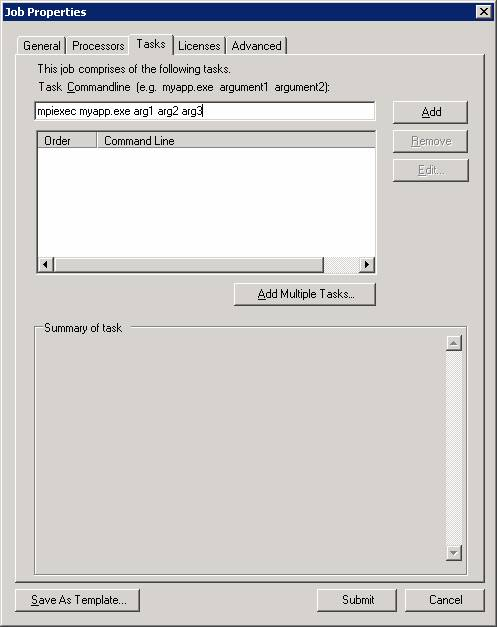 Job Properties
General Processors Tasks Licenses Advanced
This job comprises of the following tasks.
Task Commandline (e.g. myapp.exe argument1 argument2):
mpiexec myapp.exe arg1 arg2 arg3
Add
Order Command Line
Remove
Edit...
Add Multiple Tasks...
Summary of task
Save As Template... Submit Cancel